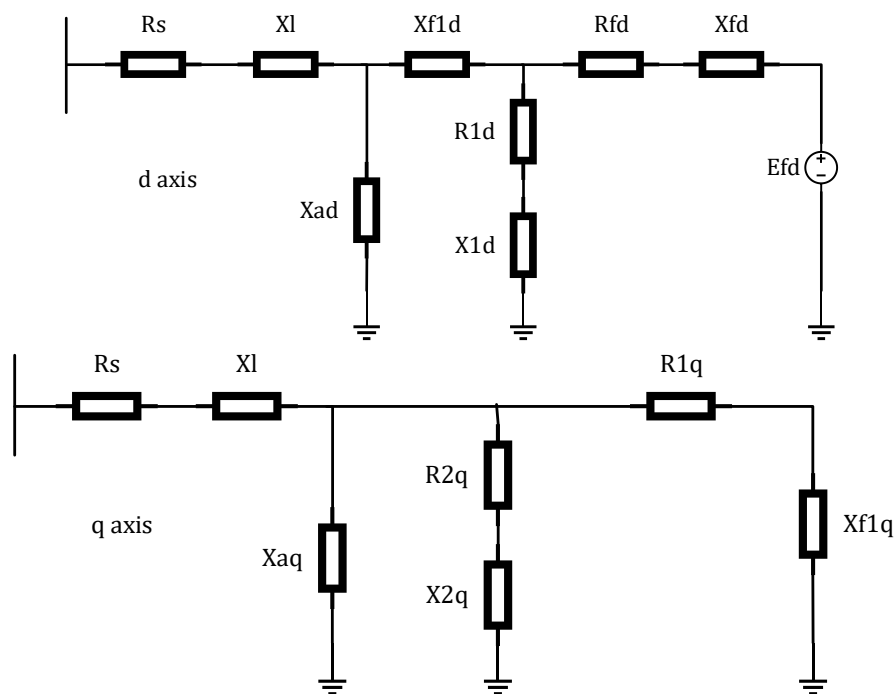 Rs Xl Xf1d Rfd Xfd
R1d
Efd
d axis
Xad
X1d
Rs Xl R1q
R2q
q axis
Xf1q
Xaq
X2q